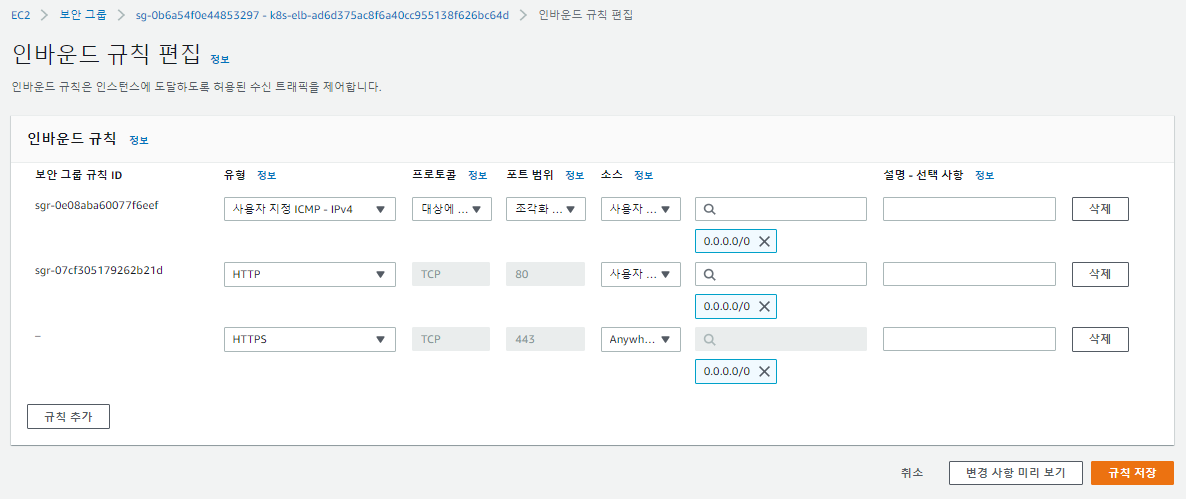 EC2 > 보안 그룹 > sg-0b6a54f0e44853297 - k8s-elb-ad6d375ac8f6a40cc955138f626bc64d > 인바운드 규칙 편집
인바운드 규칙 편집 정보
인바운드 규칙은 인스턴스에 도달하도록 허용된 수신 트래픽을 제어합니다.
인바운드 규칙 정보
보안 그룹 규칙 ID 유형 정보 프로토콜 정보 포트 범위 정보 소스 정보 설명 - 선택 사항 정보
sgr-0e08aba60077f6eef 사용자 지정 ICMP - IPv4 대상에 ... 조각화 ... 사용자 ... 삭제
0.0.0.0/0
sgr-07cf305179262b21d HTTP TCP 80 사용자 ... 삭제
0.0.0.0/0
– HTTPS TCP 443 Anywh... 삭제
0.0.0.0/0
규칙 추가
취소 변경 사항 미리 보기 규칙 저장